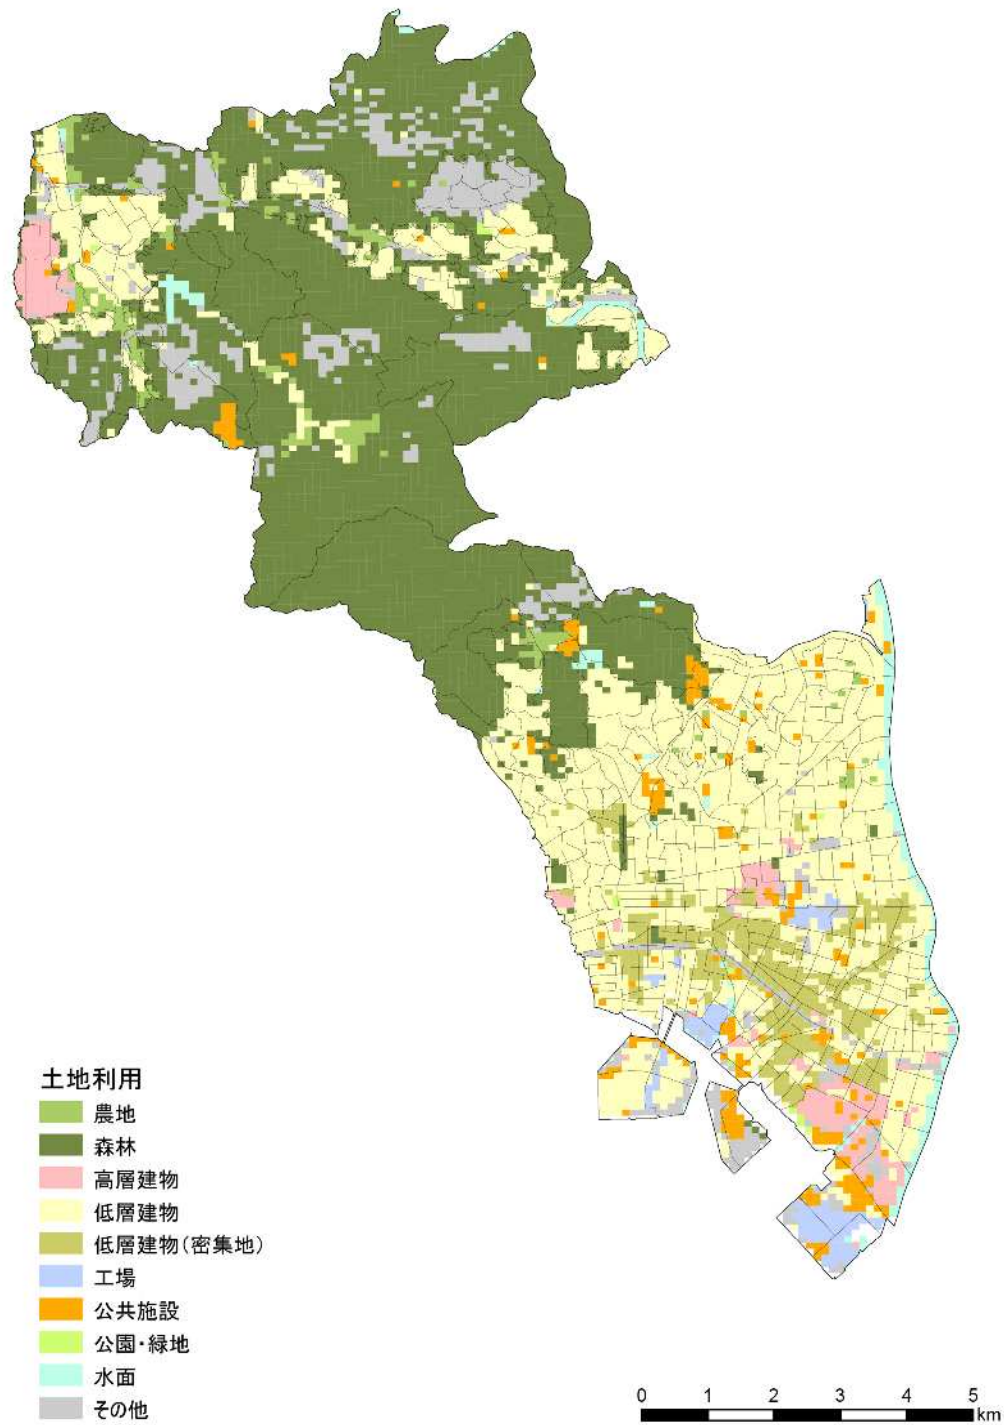 土地利用
農地
森林
高層建物
低層建物
低層建物(密集地)
工場
公共施設
公園・緑地
水面
その他
0 1 2 3 4 5
km